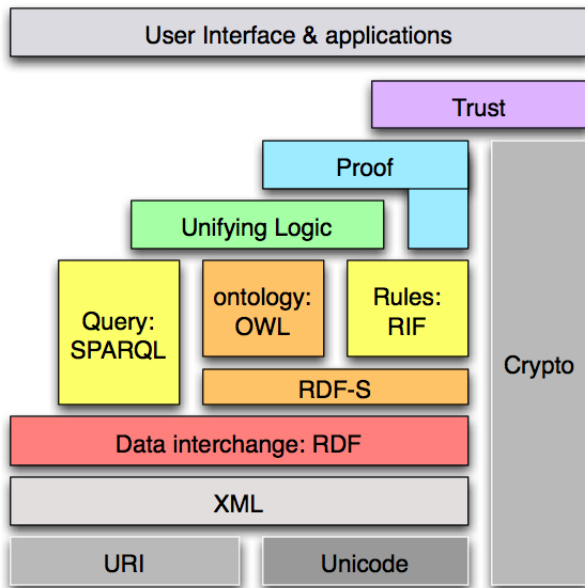 User Interface & applications
Trust
Proof
Unifying Logic
Query:
SPARQL
ontology:
OWL
Rules:
RIF
Crypto
RDF-S
Data interchange: RDF
XML
URI
Unicode